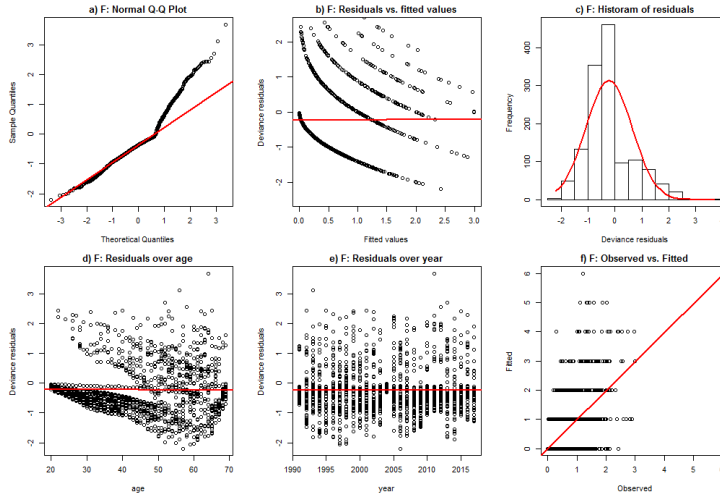 a) F: Normal Q-Q Plot
Sample Quantiles
3
2
1
0
-1
-2
-3 -2 -1 0 1 2 3
Theoretical Quantiles
b) F: Residuals vs. fitted values
Deviance residuals
2
1
0
-1
-2
0.0 0.5 1.0 1.5 2.0 2.5 3.0
Fitted values
c) F: Historam of residuals
Frequency
400
300
200
100
0
-2 -1 0 1 2 3
Deviance residuals
d) F: Residuals over age
Deviance residuals
3
2
1
0
-1
-2
20 30 40 50 60 70
age
e) F: Residuals over year
Deviance residuals
3
2
1
0
-1
-2
1990 1995 2000 2005 2010 2015
year
f) F: Observed vs. Fitted
Fitted
6
5
4
3
2
1
0
0 1 2 3 4 5 6
Observed